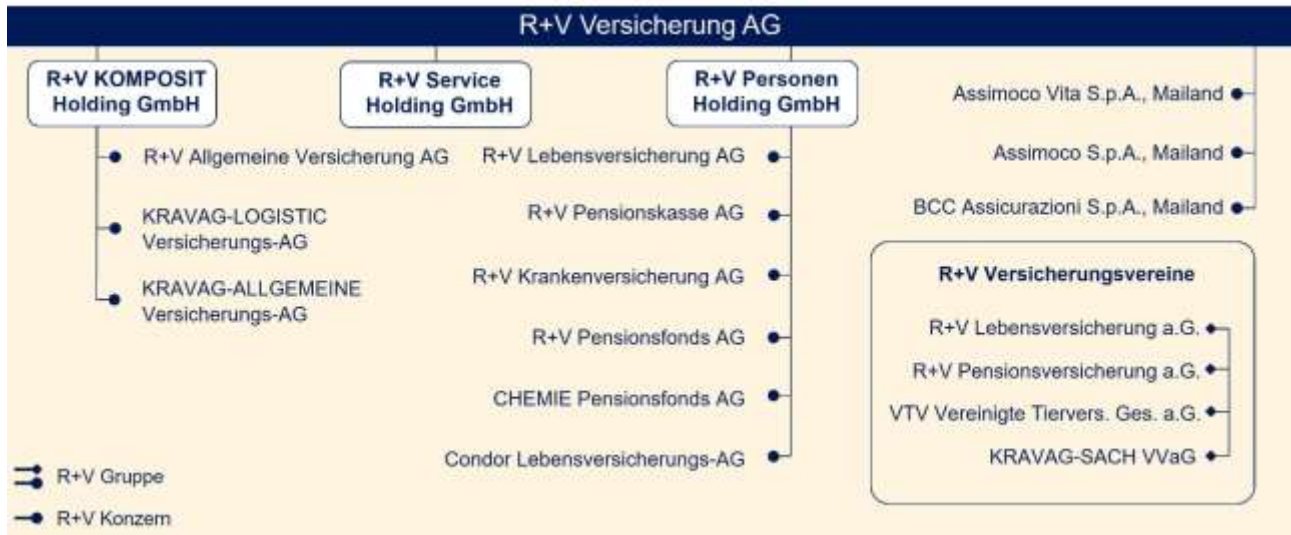 R+V Versicherung AG
R+V KOMPOSIT
Holding GmbH
R+V Allgemeine Versicherung AG
KRAVAG-LOGISTIC
Versicherungs-AG
KRAVAG-ALLGEMEINE
Versicherungs-AG
R+V Service
Holding GmbH
R+V Personen
Holding GmbH
R+V Lebensversicherung AG
R+V Pensionskasse AG
R+V Krankenversicherung AG
R+V Pensionsfonds AG
CHEMIE Pensionsfonds AG
Condor Lebensversicherungs-AG
Assimoco Vita S.p.A., Mailand
Assimoco S.p.A., Mailand
BCC Assicurazioni S.p.A., Mailand
R+V Versicherungsvereine
R+V Lebensversicherung a.G.
R+V Pensionsversicherung a.G.
VTV Vereinigte Tiervers. Ges. a.G.
KRAVAG-SACH VVaG
R+V Gruppe
R+V Konzern